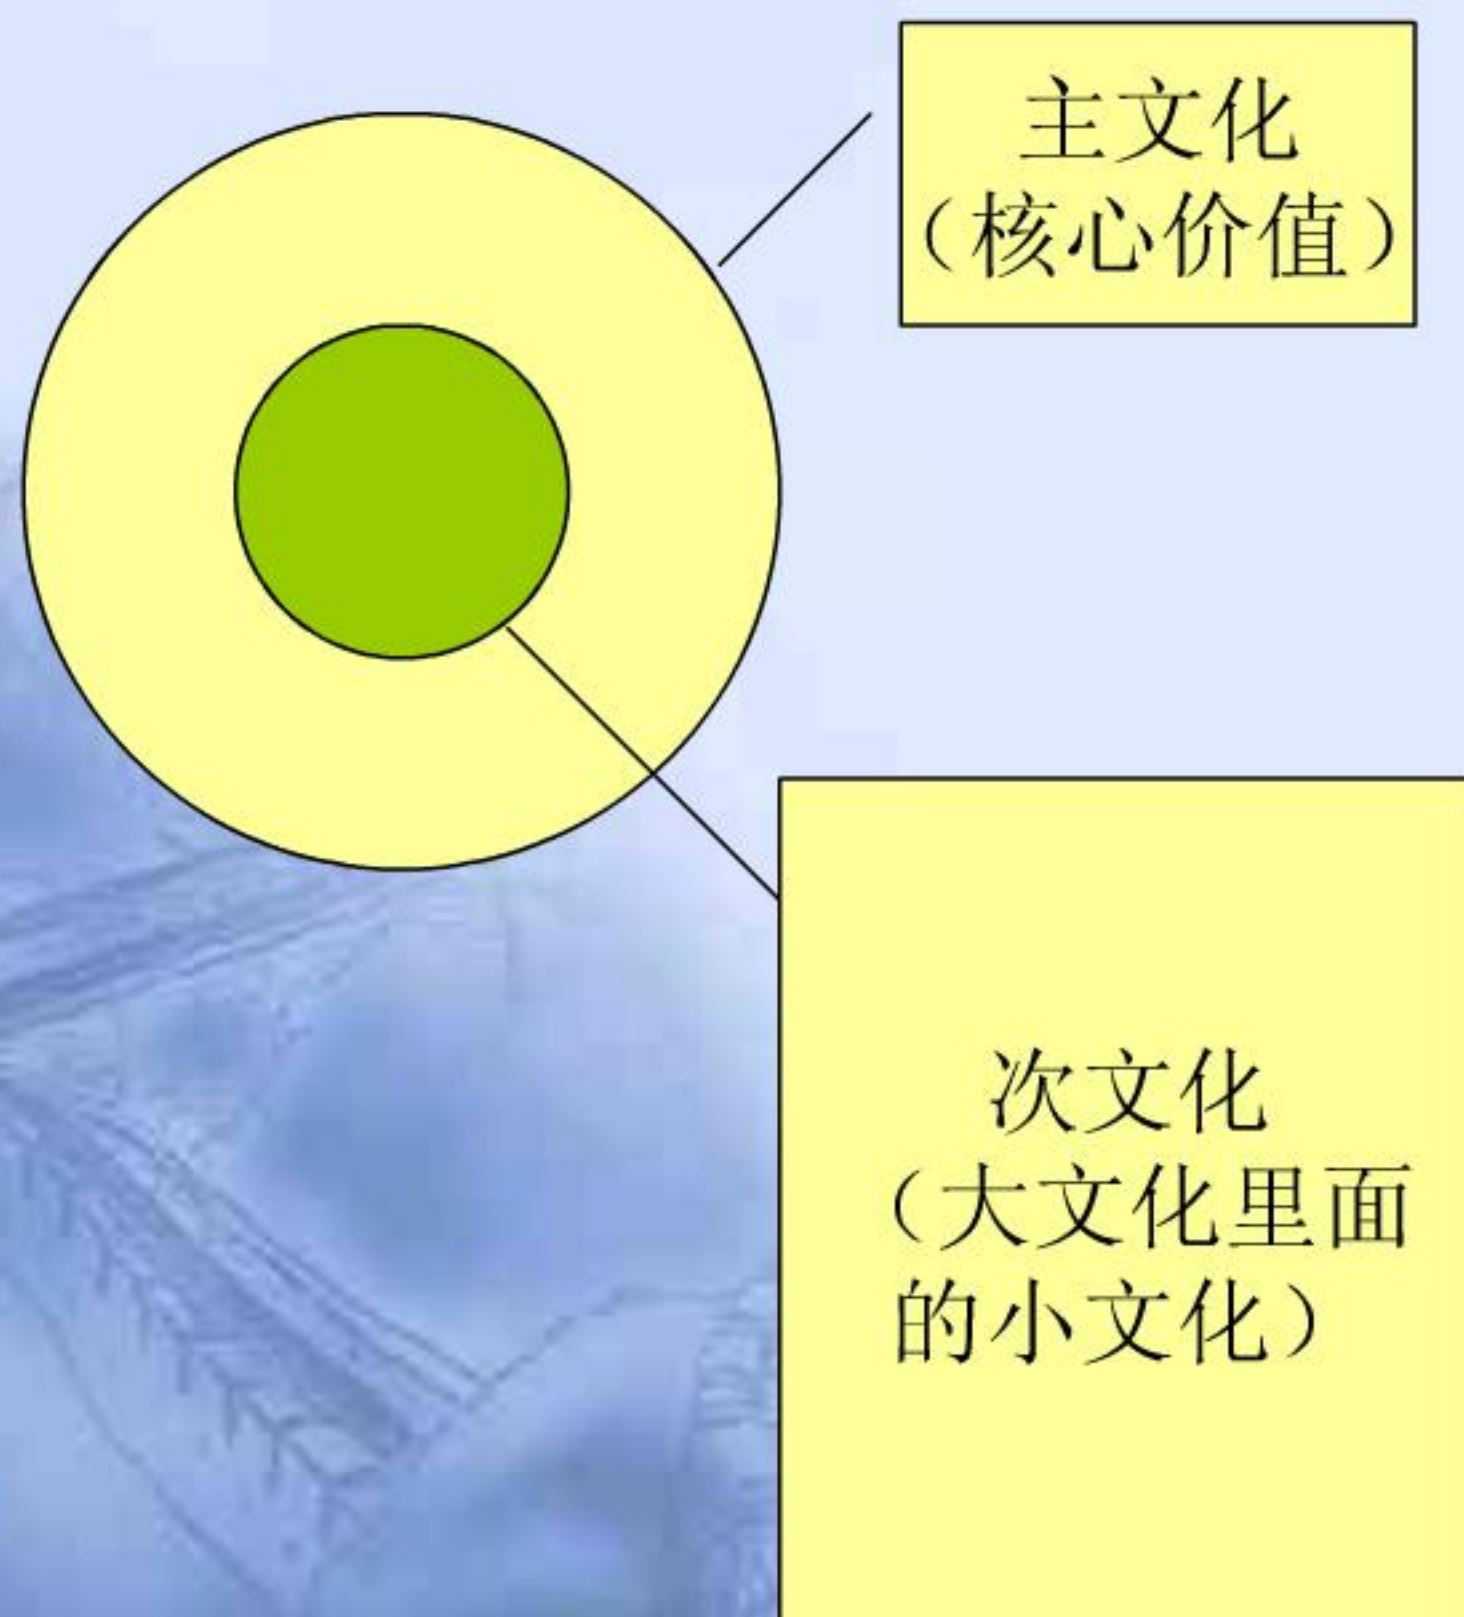 主文化
（核心价值）
次文化
（大文化里面
的小文化）